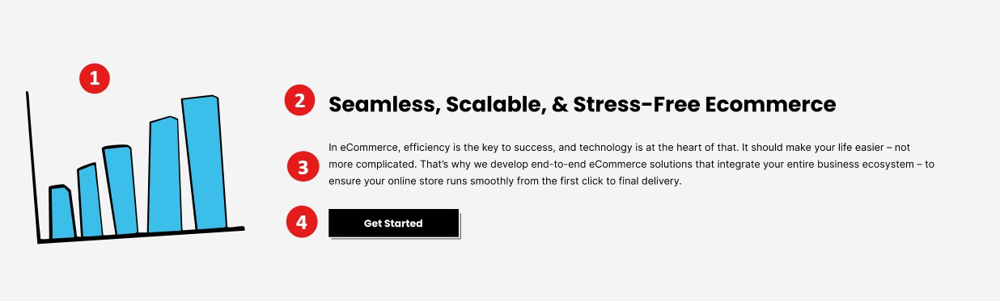 1
2
Seamless, Scalable, & Stress-Free Ecommerce
3
In eCommerce, efficiency is the key to success, and technology is at the heart of that. It should make your life easier – not
more complicated. That’s why we develop end-to-end eCommerce solutions that integrate your entire business ecosystem – to
ensure your online store runs smoothly from the first click to final delivery.
4
Get Started